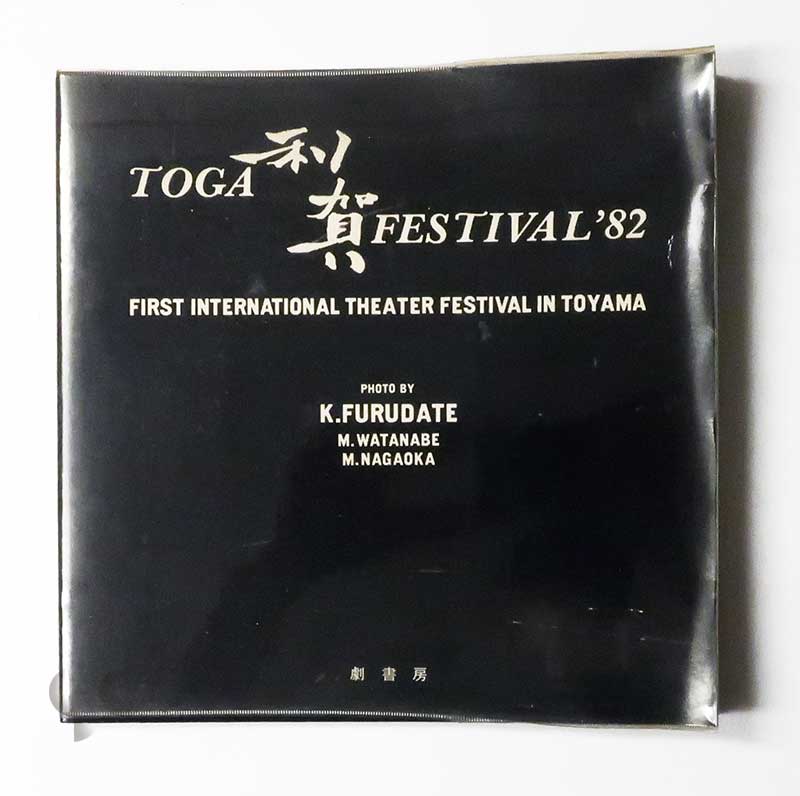 TOGA 利賀 FESTIVAL'82
FIRST INTERNATIONAL THEATER FESTIVAL IN TOYAMA
PHOTO BY
K.FURUDATE
M.WATANABE
M.NAGAOKA
劇書房